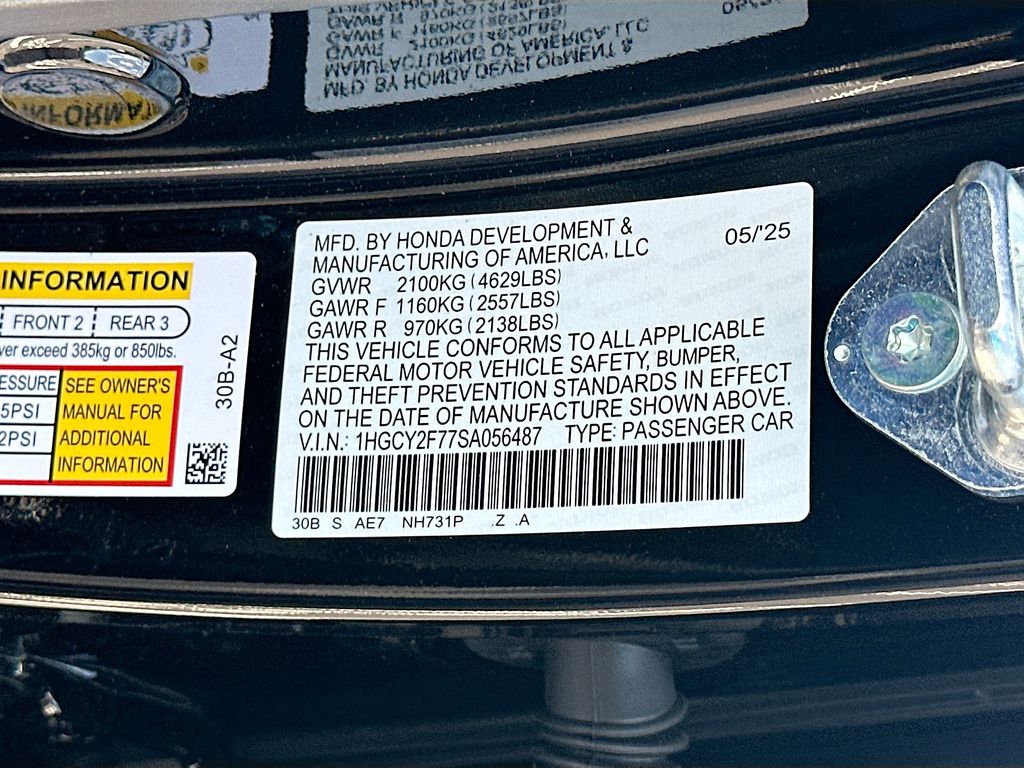 MFD. BY HONDA DEVELOPMENT &
MANUFACTURING OF AMERICA, LLC
05/'25
GVWR 2100KG (4629LBS)
GAWR F 1160KG (2557LBS)
GAWR R 970KG (2138LBS)
THIS VEHICLE CONFORMS TO ALL APPLICABLE
FEDERAL MOTOR VEHICLE SAFETY, BUMPER,
AND THEFT PREVENTION STANDARDS IN EFFECT
ON THE DATE OF MANUFACTURE SHOWN ABOVE.
V.I.N.: 1HGCY2F77SA056487 TYPE: PASSENGER CAR
30B S AE7 NH731P .Z .A
INFORMATION
FRONT 2 REAR 3
ver exceed 385kg or 850lbs.
ESSURE
5PSI
2PSI
SEE OWNER'S
MANUAL FOR
ADDITIONAL
INFORMATION
30B-A2